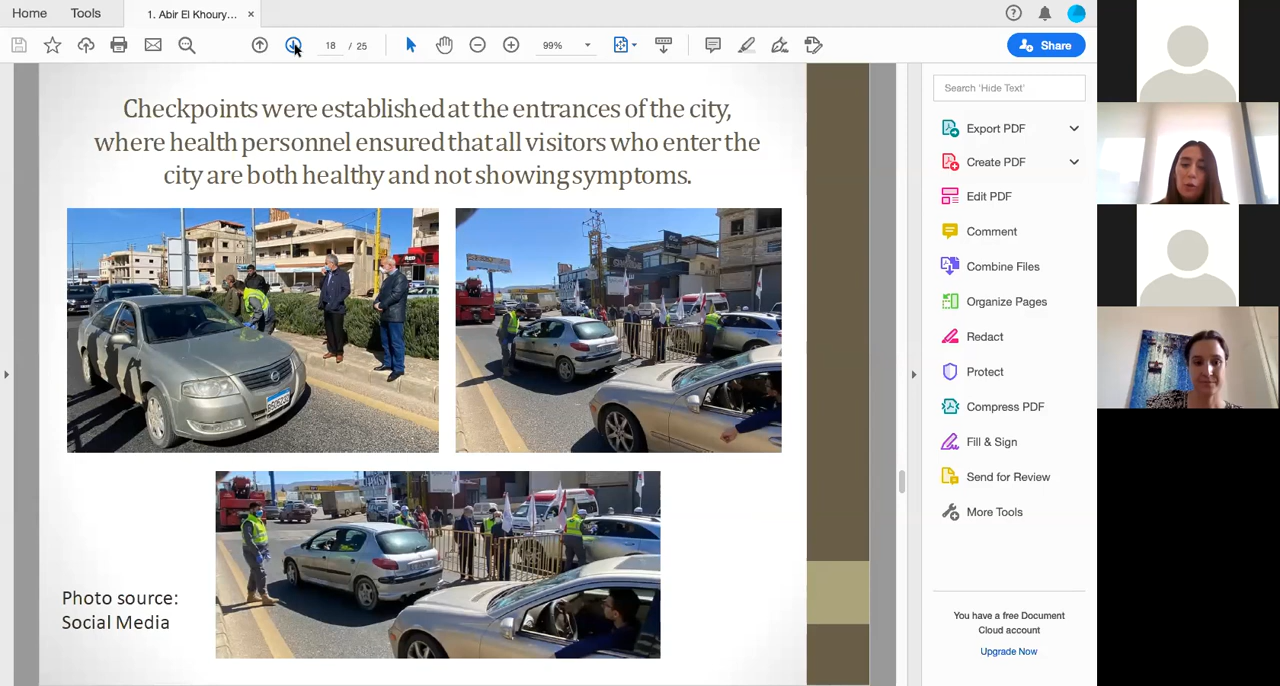 Home
Tools
1. Abir El Khoury...
×
18 / 25
99%
Share
Checkpoints were established at the entrances of the city,
where health personnel ensured that all visitors who enter the
city are both healthy and not showing symptoms.
RED
Photo source:
Social Media
Search 'Hide Text'
Export PDF
Create PDF
Edit PDF
Comment
Combine Files
Organize Pages
Redact
Protect
Compress PDF
Fill & Sign
Send for Review
More Tools
You have a free Document
Cloud account
Upgrade Now